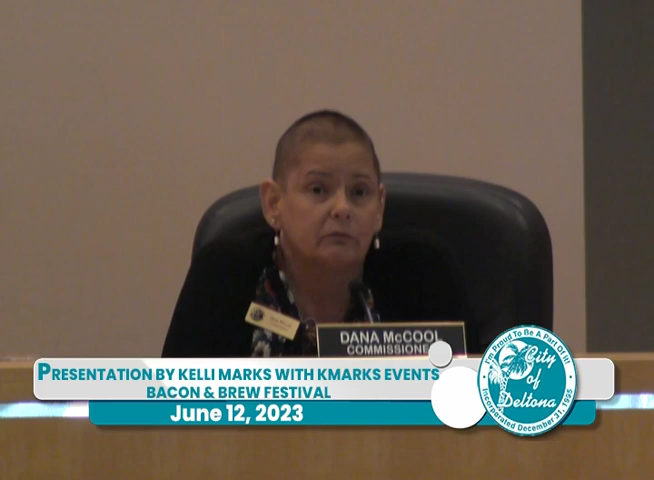 DANA McCOOL
COMMISSIONER
PRESENTATION BY KELLI MARKS WITH KMARKS EVENTS
BACON & BREW FESTIVAL
June 12, 2023
I'm Proud To Be A Part Of It!
City
of
Deltona
Incorporated December 31, 1995